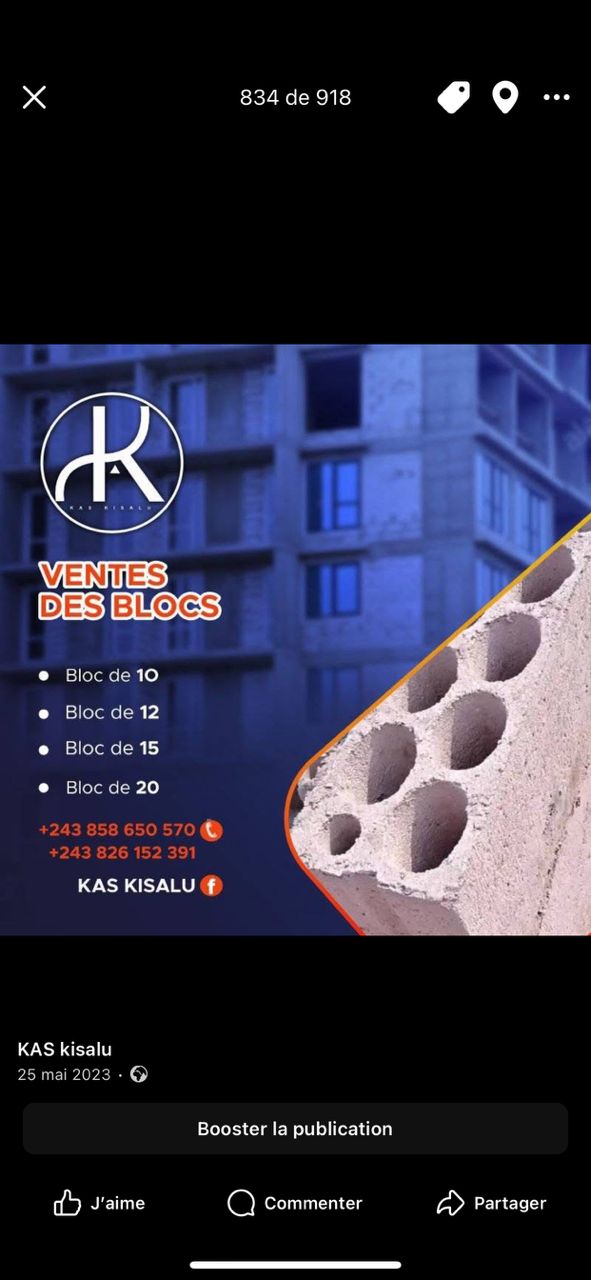 834 de 918
KAS KISALU
VENTES
DES BLOCS
Bloc de 10
Bloc de 12
Bloc de 15
Bloc de 20
+243 858 650 570
+243 826 152 391
KAS KISALU
KAS kisalu
25 mai 2023 ·
Booster la publication
J'aime Commenter Partager